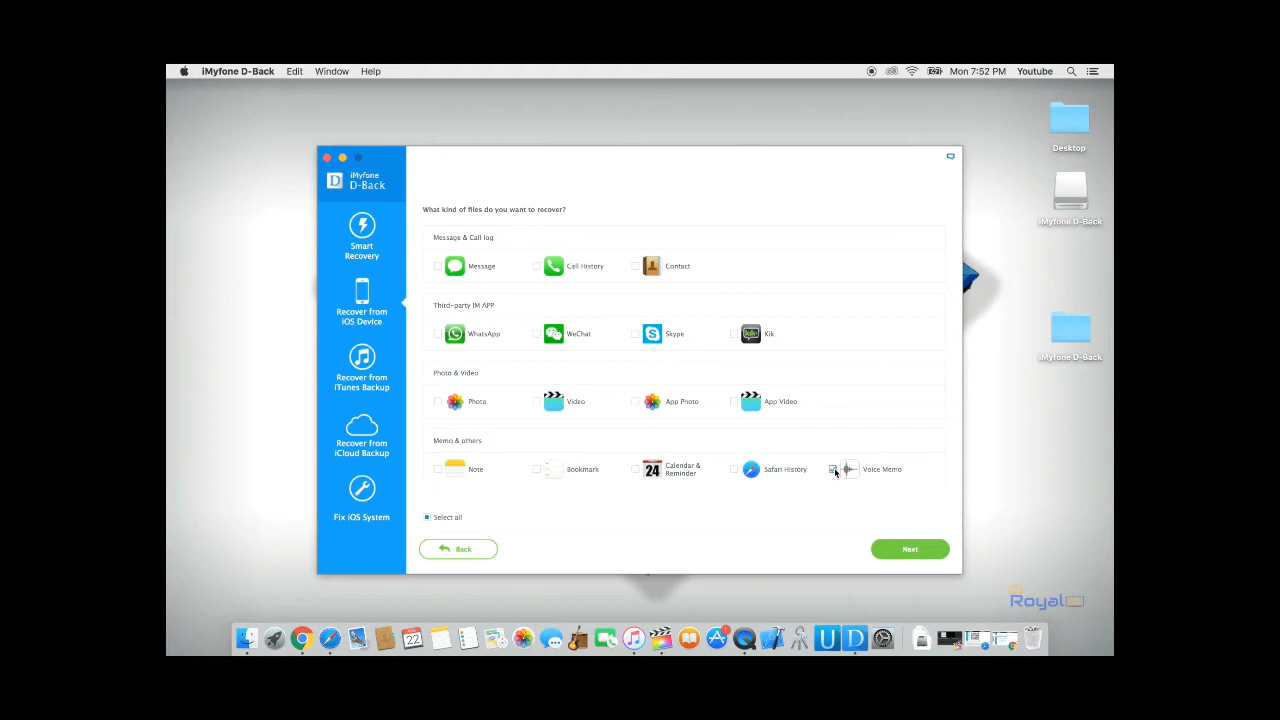 iMyfone D-Back Edit Window Help Mon 7:52 PM Youtube
Desktop
iMyfone D-Back
iMyfone D-Back
D iMyfone
D-Back
Smart
Recovery
Recover from
iOS Device
Recover from
iTunes Backup
Recover from
iCloud Backup
Fix iOS System
What kind of files do you want to recover?
Message & Call log
Message Call History Contact
Third-party IM APP
WhatsApp WeChat Skype Kik
Photo & Video
Photo Video App Photo App Video
Memo & others
Note Bookmark 24 Calendar &
Reminder Safari History Voice Memo
Select all
Back Next
Royal
22 U D